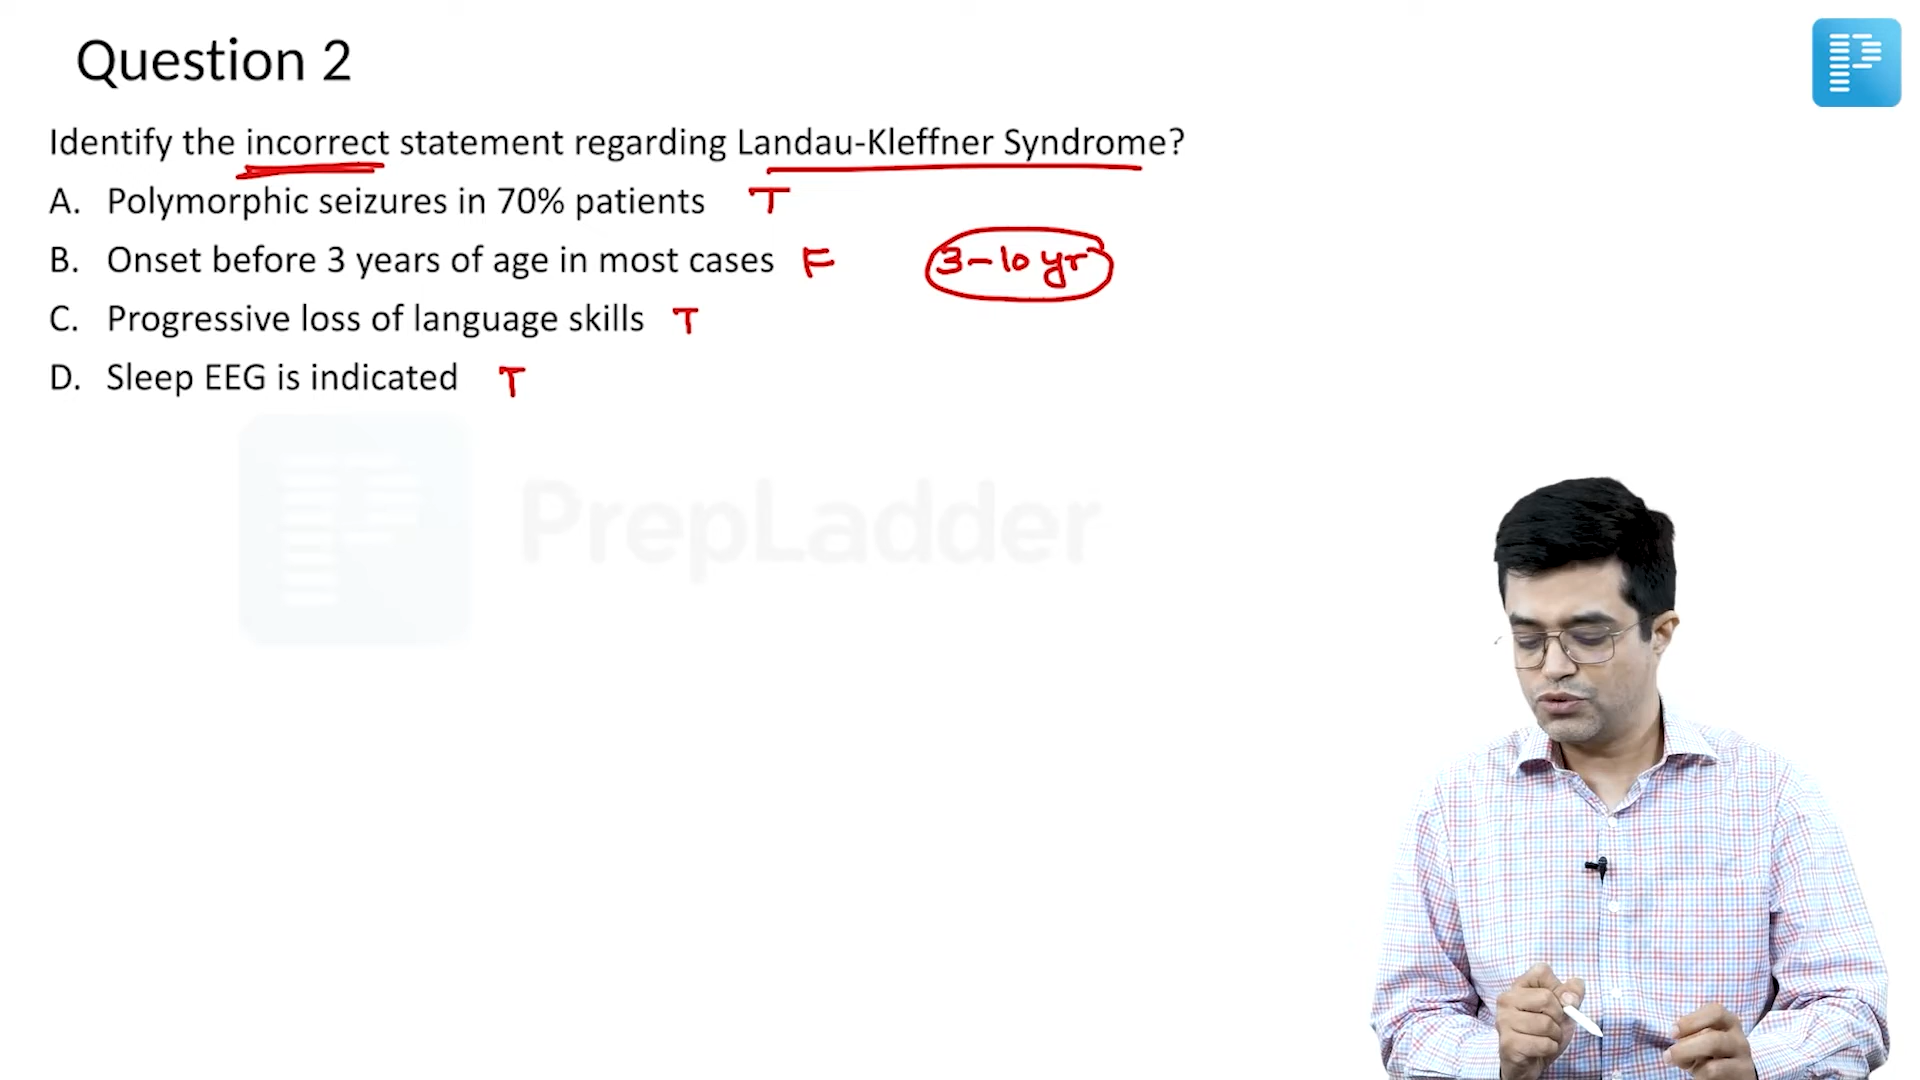 Question 2
Identify the incorrect statement regarding Landau-Kleffner Syndrome?
A. Polymorphic seizures in 70% patients T
B. Onset before 3 years of age in most cases F 3-10 yr
C. Progressive loss of language skills T
D. Sleep EEG is indicated T
PrepLadder